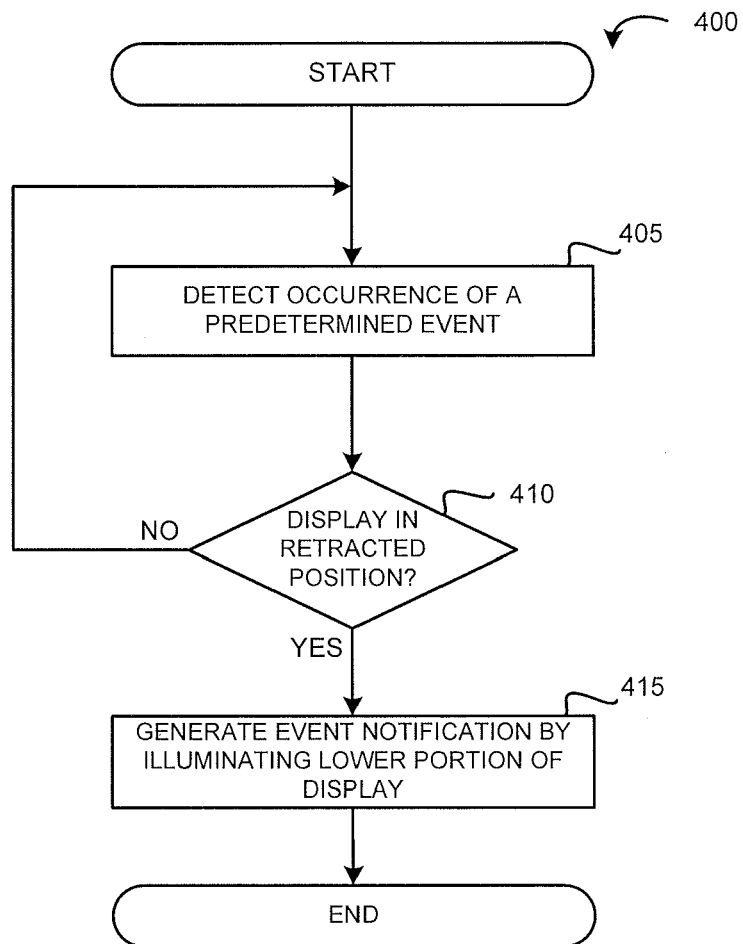 400
START
405
DETECT OCCURRENCE OF A
PREDETERMINED EVENT
410
DISPLAY IN
RETRACTED
POSITION?
NO
YES
415
GENERATE EVENT NOTIFICATION BY
ILLUMINATING LOWER PORTION OF
DISPLAY
END